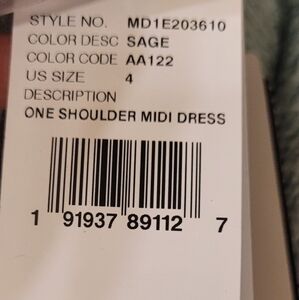 STYLE NO. MD1E203610
COLOR DESC SAGE
COLOR CODE AA122
US SIZE 4
DESCRIPTION
ONE SHOULDER MIDI DRESS
1 91937 89112 7